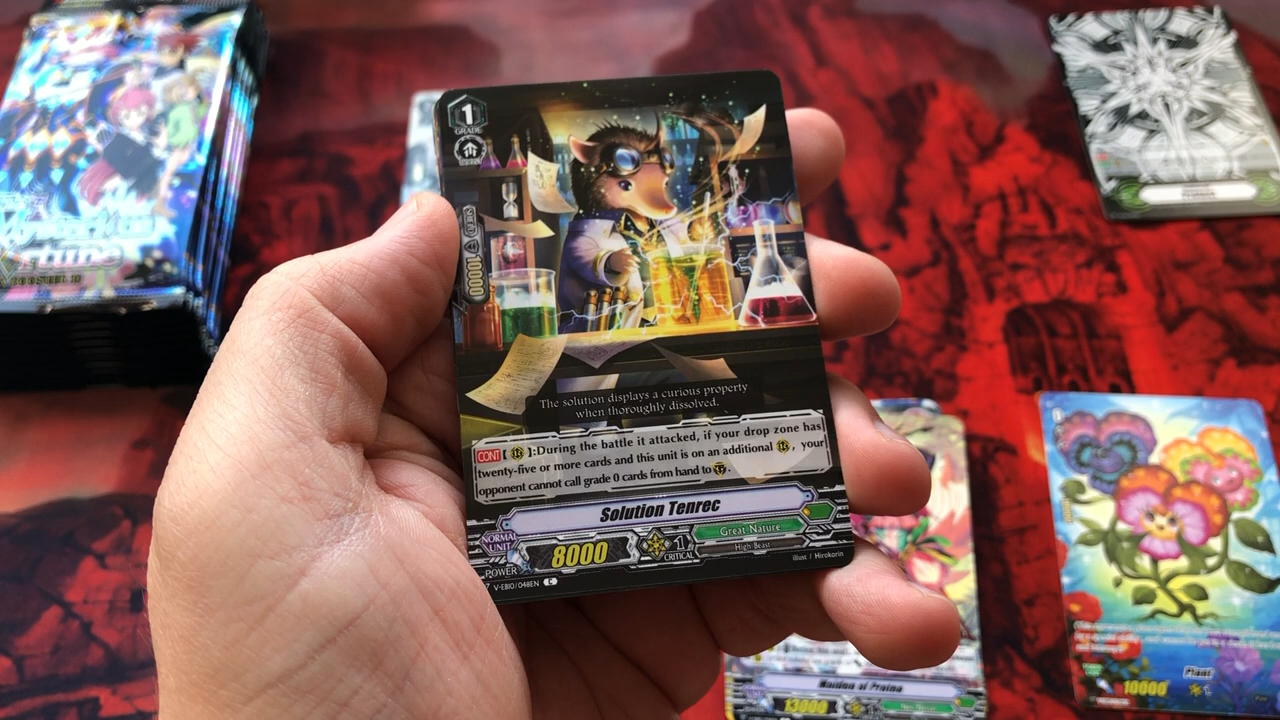 1
GRADE
SHIELD 10000
The solution displays a curious property
when thoroughly dissolved.
CONT [ ]:During the battle it attacked, if your drop zone has
twenty-five or more cards and this unit is on an additional , your
opponent cannot call grade 0 cards from hand to .
Solution Tenrec
NORMAL
UNIT
POWER
8000
1
CRITICAL
Great Nature
High Beast
V-EB10/048EN C
illust / Hirokorin
13000
Plant
10000